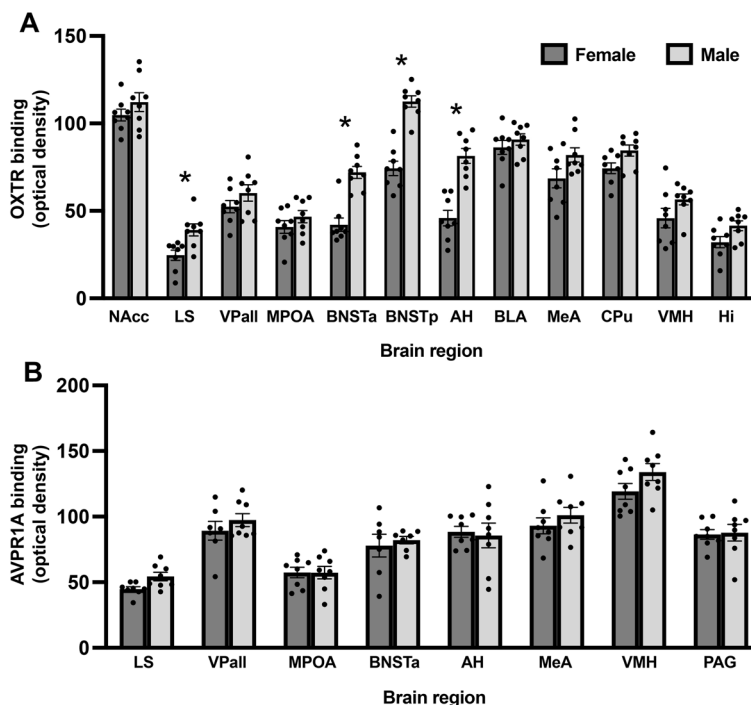 A
OXTR binding
(optical density)
150
100
50
0
Female
Male
*
*
*
*
NAcc
LS
VPall
MPOA
BNSTa
BNSTp
AH
BLA
MeA
CPu
VMH
Hi
Brain region
B
AVPR1A binding
(optical density)
200
150
100
50
0
LS
VPall
MPOA
BNSTa
AH
MeA
VMH
PAG
Brain region